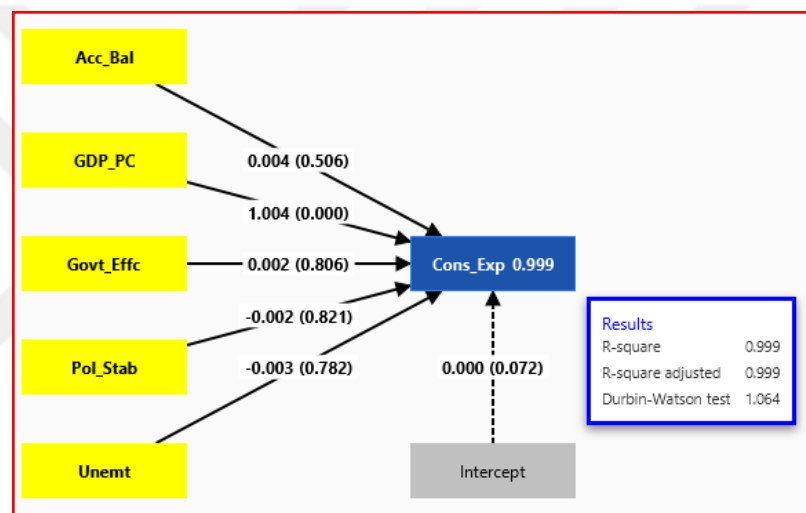 Acc_Bal
GDP_PC
Govt_Effc
Pol_Stab
Unemt
0.004 (0.506)
1.004 (0.000)
0.002 (0.806)
-0.002 (0.821)
-0.003 (0.782)
Cons_Exp 0.999
0.000 (0.072)
Intercept
Results
R-square 0.999
R-square adjusted 0.999
Durbin-Watson test 1.064